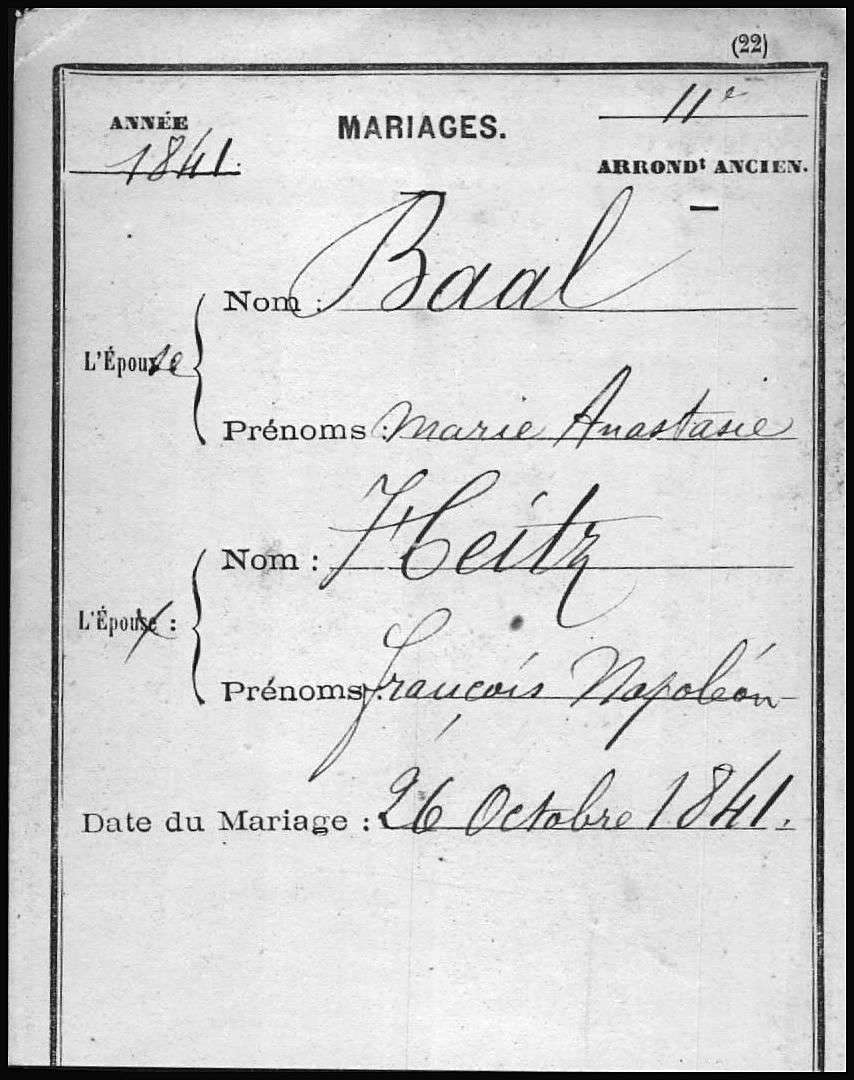 (22)
ANNÉE
1841.
MARIAGES.
11e
ARRONDt ANCIEN.
Nom : Baal
L'Épouse
Prénoms : Marie Anastasie
Nom : Heitz
L'Époux :
Prénoms : François Napoléon
Date du Mariage : 26 Octobre 1841.